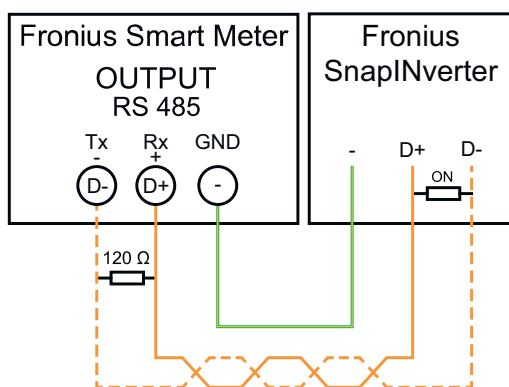 Fronius Smart Meter
OUTPUT
RS 485
Tx Rx GND
- +
D- D+ -
120 Ω
Fronius
SnapINverter
- D+ D-
ON